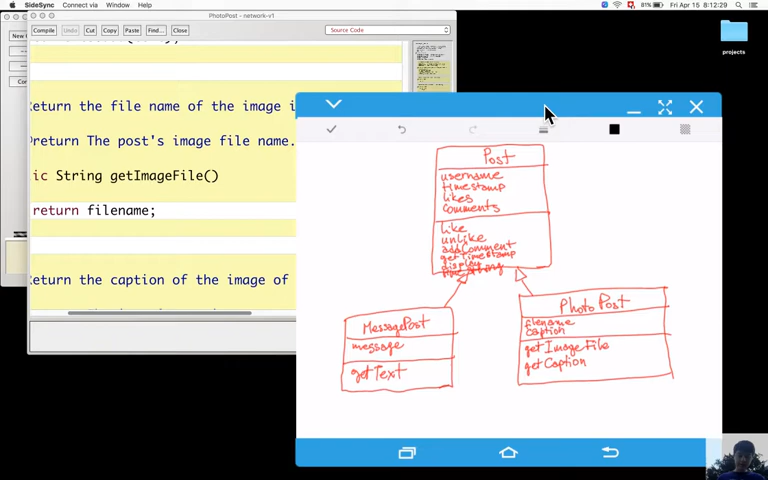 SideSync Connect via Window Help
81% Fri Apr 15 8:12:29
PhotoPost - network-v1
Compile Undo Cut Copy Paste Find... Close
Source Code
Return the file name of the image i
return The post's image file name.
ic String getImageFile()
return filename;
Return the caption of the image of
projects
Post
username
timestamp
likes
comments
like
unlike
addComment
getTimestamp
display
MessagePost
message
getText
PhotoPost
filename
caption
getImageFile
getCaption